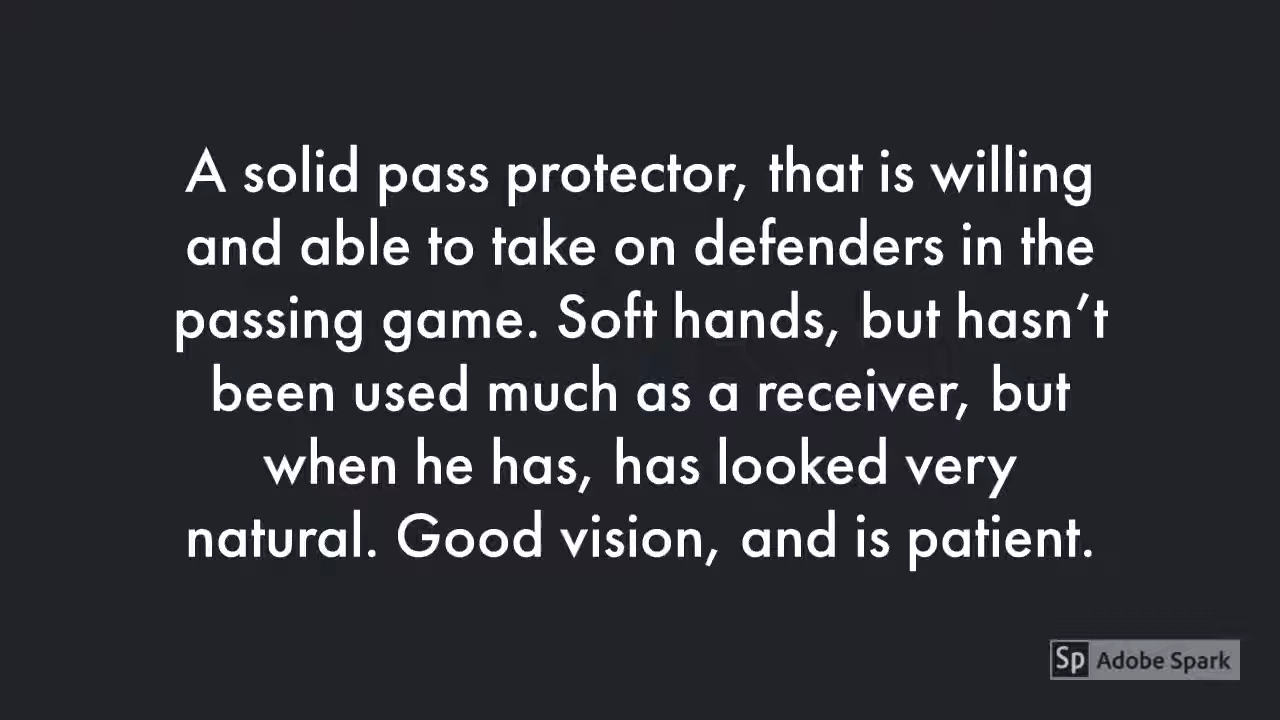 A solid pass protector, that is willing
and able to take on defenders in the
passing game. Soft hands, but hasn’t
been used much as a receiver, but
when he has, has looked very
natural. Good vision, and is patient.
Sp Adobe Spark